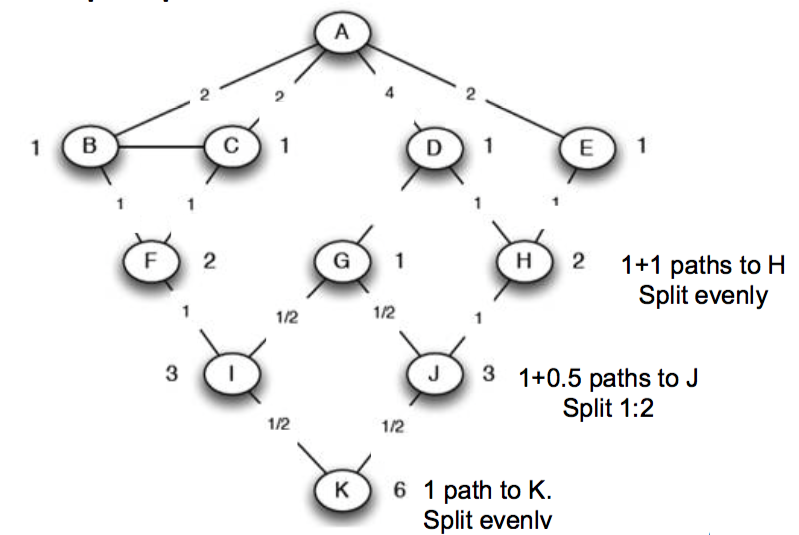 A
2
2
4
2
1
B
C
1
D
1
E
1
1
1
1
1
F
2
G
1
H
2
1+1 paths to H
Split evenly
1
1/2
1/2
1
3
I
J
3
1+0.5 paths to J
Split 1:2
1/2
1/2
K
6
1 path to K.
Split evenly